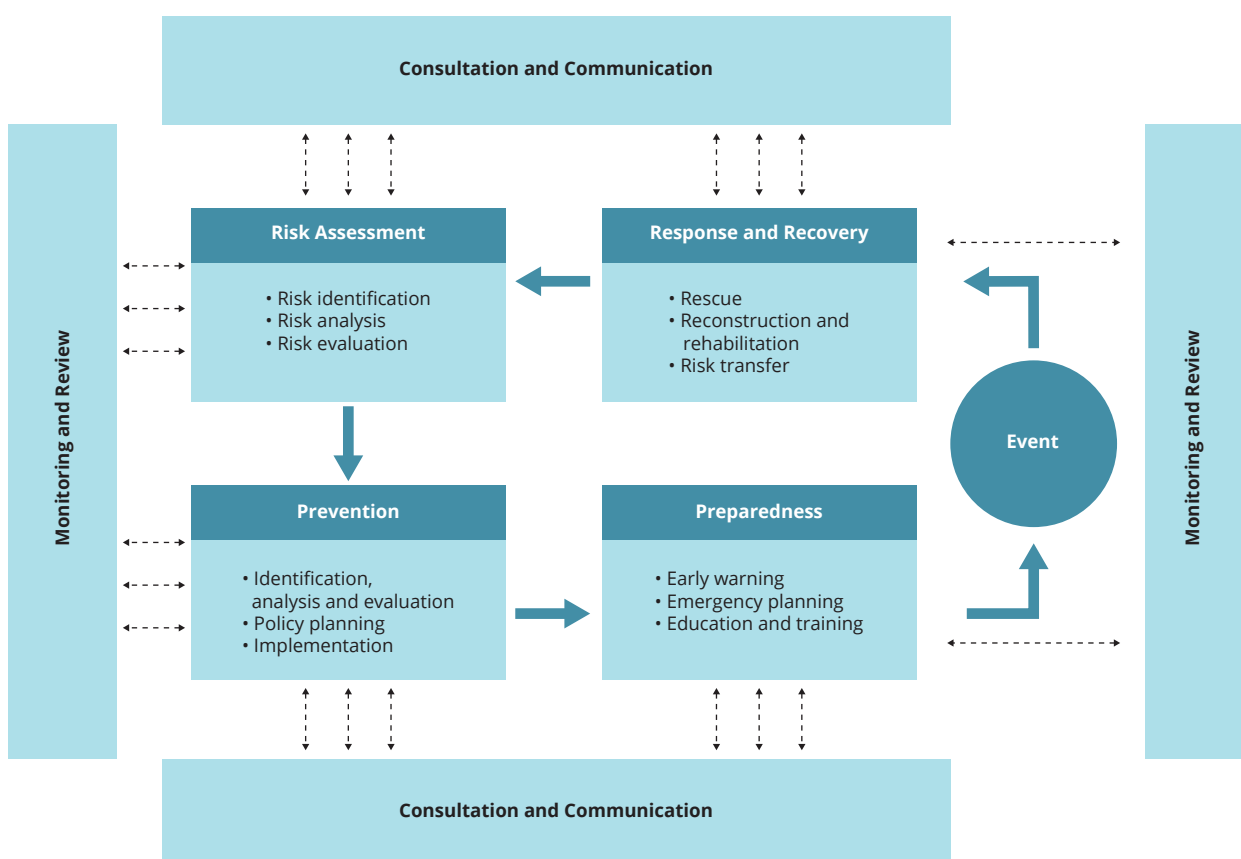 Consultation and Communication
Monitoring and Review
Risk Assessment
• Risk identification
• Risk analysis
• Risk evaluation
Response and Recovery
• Rescue
• Reconstruction and
rehabilitation
• Risk transfer
Event
Monitoring and Review
Prevention
• Identification,
analysis and evaluation
• Policy planning
• Implementation
Preparedness
• Early warning
• Emergency planning
• Education and training
Consultation and Communication